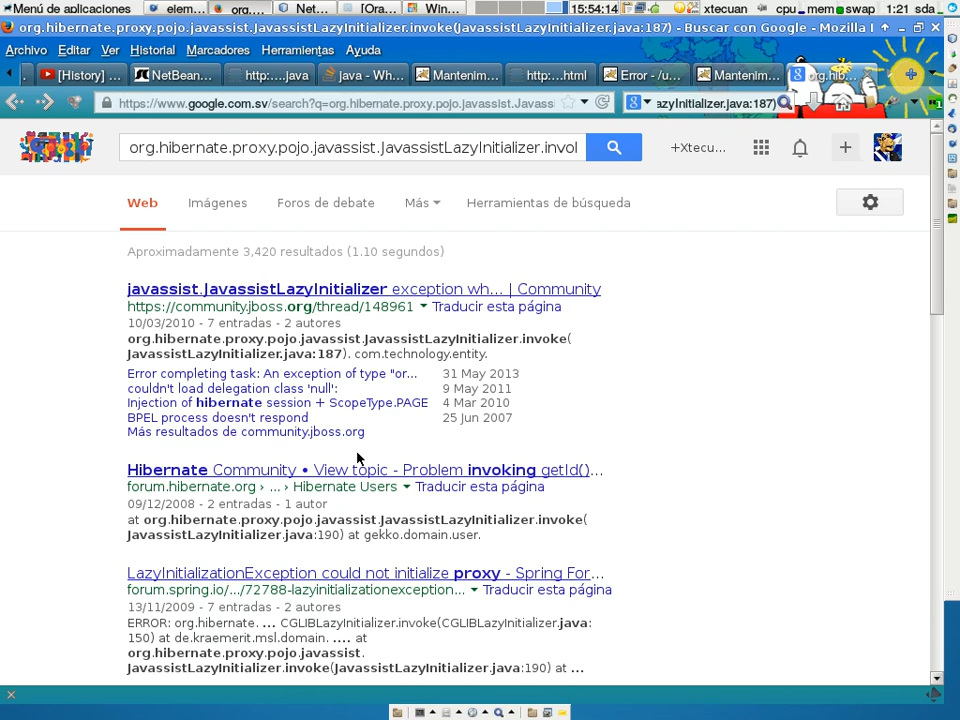 Menú de aplicaciones
elem...
org....
Net...
[Ora...
Win...
15:54:14
xtecuan
cpu
mem
swap
1:21
sda
org.hibernate.proxy.pojo.javassist.JavassistLazyInitializer.invoke(JavassistLazyInitializer.java:187) - Buscar con Google - Mozilla
Archivo Editar Ver Historial Marcadores Herramientas Ayuda
[History] ...
NetBean...
http:....java
java - Wh...
Mantenim...
http:...html
Error - /u...
Mantenim...
org.hib...
https://www.google.com.sv/search?q=org.hibernate.proxy.pojo.javassist.Javass
azyInitializer.java:187)
org.hibernate.proxy.pojo.javassist.JavassistLazyInitializer.invol
+Xtecu...
Web Imágenes Foros de debate Más Herramientas de búsqueda
Aproximadamente 3,420 resultados (1.10 segundos)
javassist.JavassistLazyInitializer exception wh... | Community
https://community.jboss.org/thread/148961 Traducir esta página
10/03/2010 - 7 entradas - 2 autores
org.hibernate.proxy.pojo.javassist.JavassistLazyInitializer.invoke(
JavassistLazyInitializer.java:187). com.technology.entity.
Error completing task: An exception of type "or... 31 May 2013
couldn't load delegation class 'null': 9 May 2011
Injection of hibernate session + ScopeType.PAGE 4 Mar 2010
BPEL process doesn't respond 25 Jun 2007
Más resultados de community.jboss.org
Hibernate Community • View topic - Problem invoking getId()...
forum.hibernate.org › ... › Hibernate Users Traducir esta página
09/12/2008 - 2 entradas - 1 autor
at org.hibernate.proxy.pojo.javassist.JavassistLazyInitializer.invoke(
JavassistLazyInitializer.java:190) at gekko.domain.user.
LazyInitializationException could not initialize proxy - Spring For...
forum.spring.io/.../72788-lazyinitializationexception... Traducir esta página
13/11/2009 - 7 entradas - 2 autores
ERROR: org.hibernate. ... CGLIBLazyInitializer.invoke(CGLIBLazyInitializer.java:
150) at de.kraemerit.msl.domain. .... at
org.hibernate.proxy.pojo.javassist.
JavassistLazyInitializer.invoke(JavassistLazyInitializer.java:190) at ...